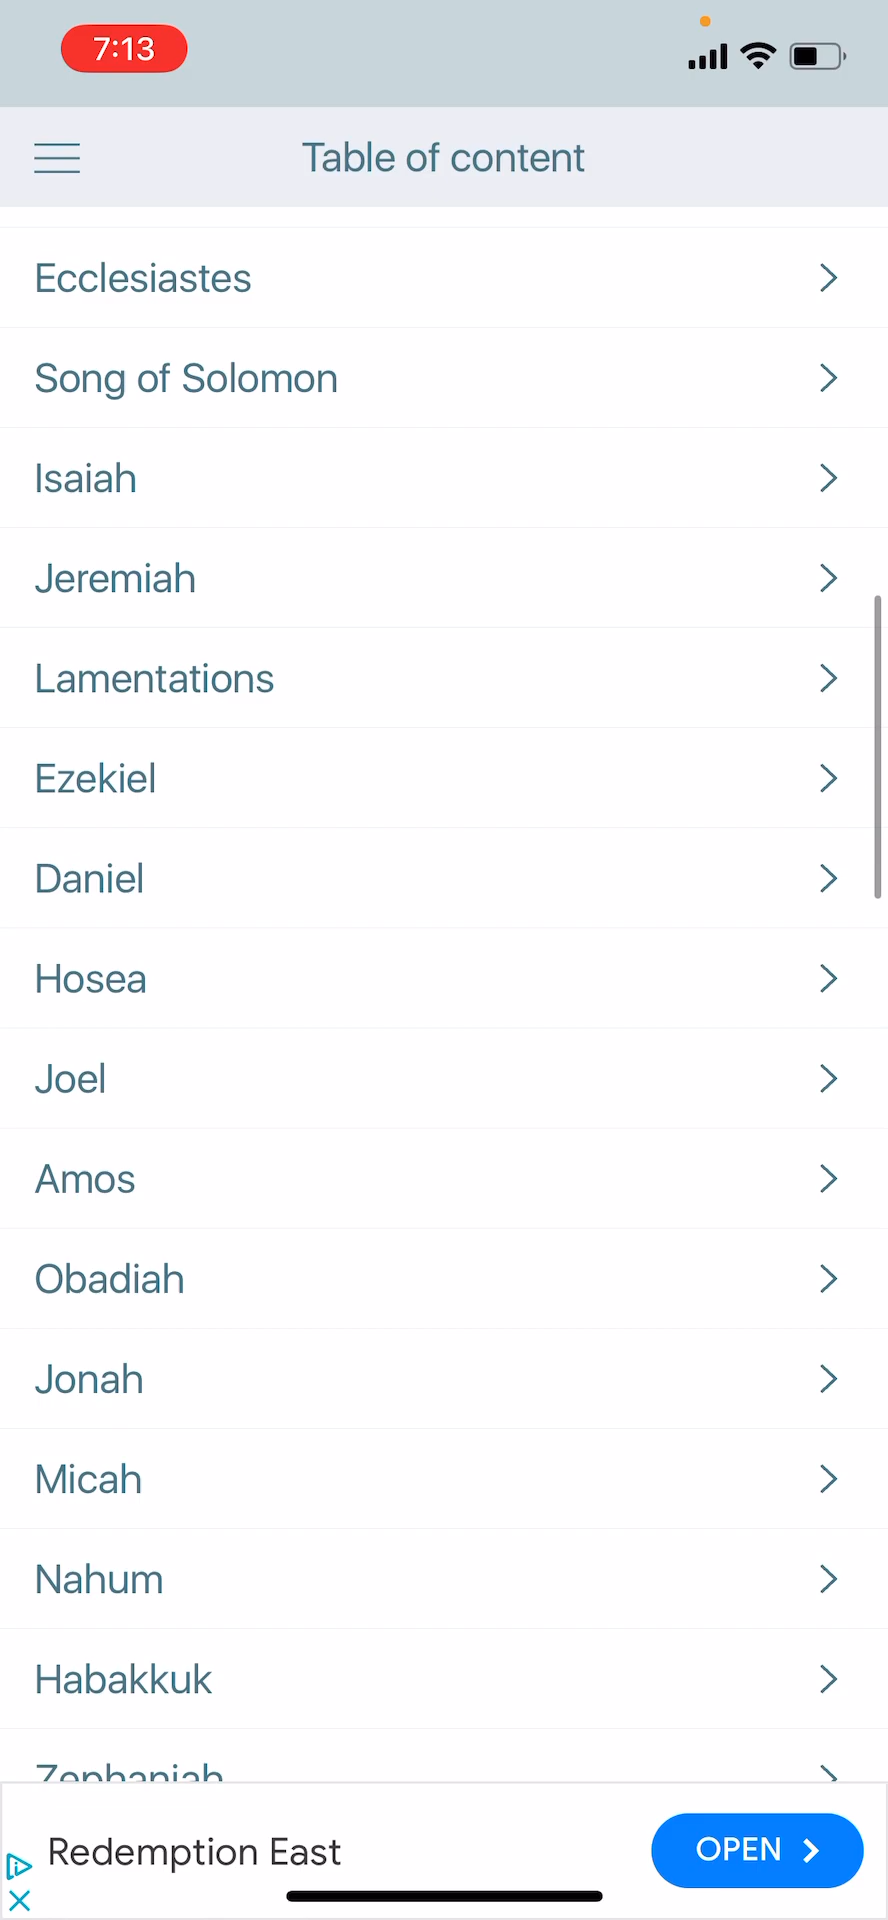 7:13
Table of content
Ecclesiastes
Song of Solomon
Isaiah
Jeremiah
Lamentations
Ezekiel
Daniel
Hosea
Joel
Amos
Obadiah
Jonah
Micah
Nahum
Habakkuk
Zephaniah
Redemption East
OPEN